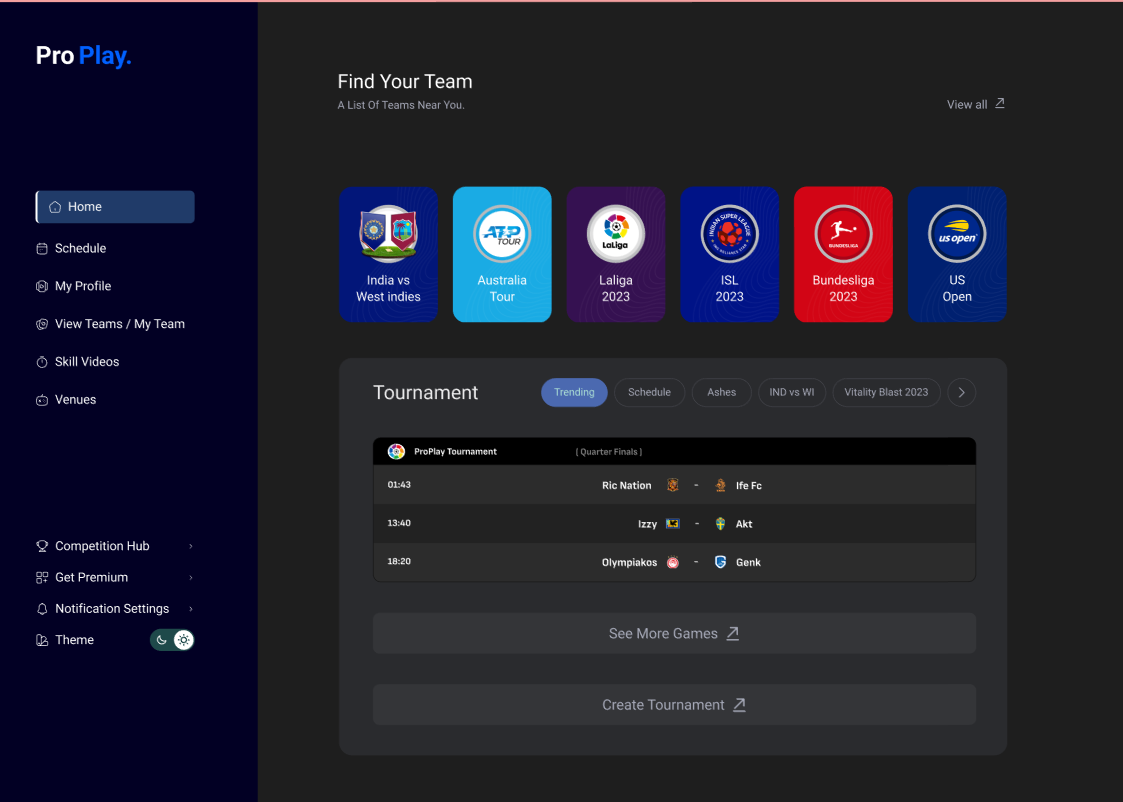 Pro Play.
Home
Schedule
My Profile
View Teams / My Team
Skill Videos
Venues
Competition Hub
Get Premium
Notification Settings
Theme
Find Your Team
A List Of Teams Near You.
View all
India vs
West indies
ATP
TOUR
Australia
Tour
LaLiga
Laliga
2023
INDIAN SUPER LEAGUE
ISL
2023
BUNDESLIGA
Bundesliga
2023
us open
US
Open
Tournament
Trending
Schedule
Ashes
IND vs WI
Vitality Blast 2023
ProPlay Tournament
[ Quarter Finals ]
01:43 Ric Nation - Ife Fc
13:40 Izzy - Akt
18:20 Olympiakos - Genk
See More Games
Create Tournament